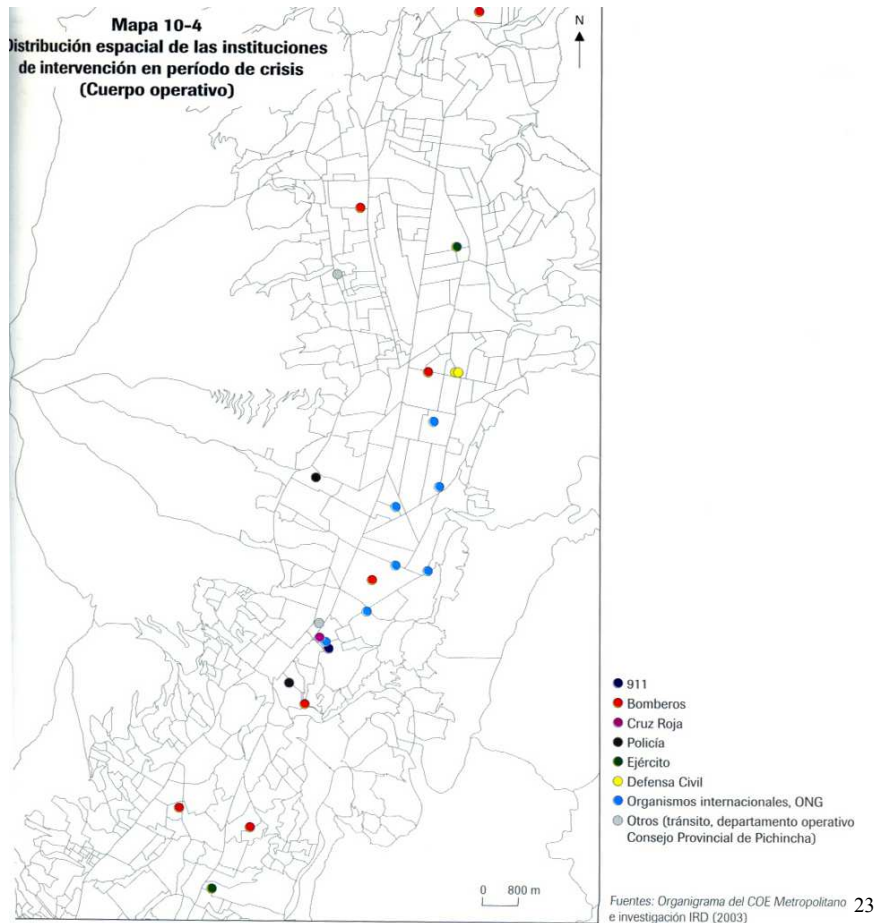 Mapa 10-4
Distribución espacial de las instituciones
de intervención en período de crisis
(Cuerpo operativo)
N
911
Bomberos
Cruz Roja
Policía
Ejército
Defensa Civil
Organismos internacionales, ONG
Otros (tránsito, departamento operativo
Consejo Provincial de Pichincha)
0 800 m
Fuentes: Organigrama del COE Metropolitano
e investigación IRD (2003)
23